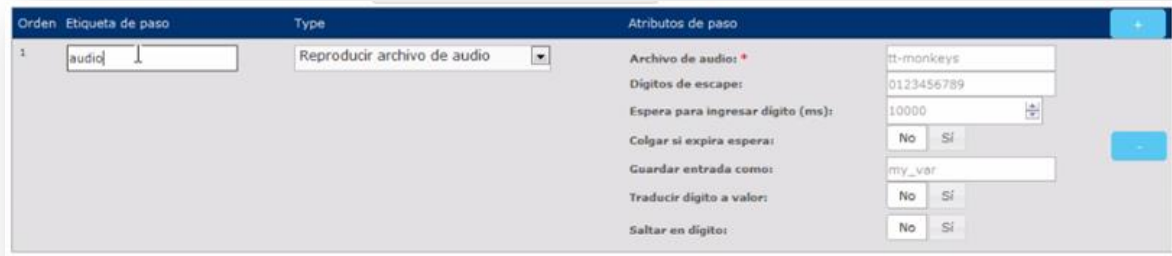 Orden Etiqueta de paso Type Atributos de paso +
1 audio Reproducir archivo de audio Archivo de audio: * tt-monkeys
Dígitos de escape: 0123456789
Espera para ingresar dígito (ms): 10000
Colgar si expira espera: No Sí
-
Guardar entrada como: my_var
Traducir dígito a valor: No Sí
Saltar en dígito: No Sí